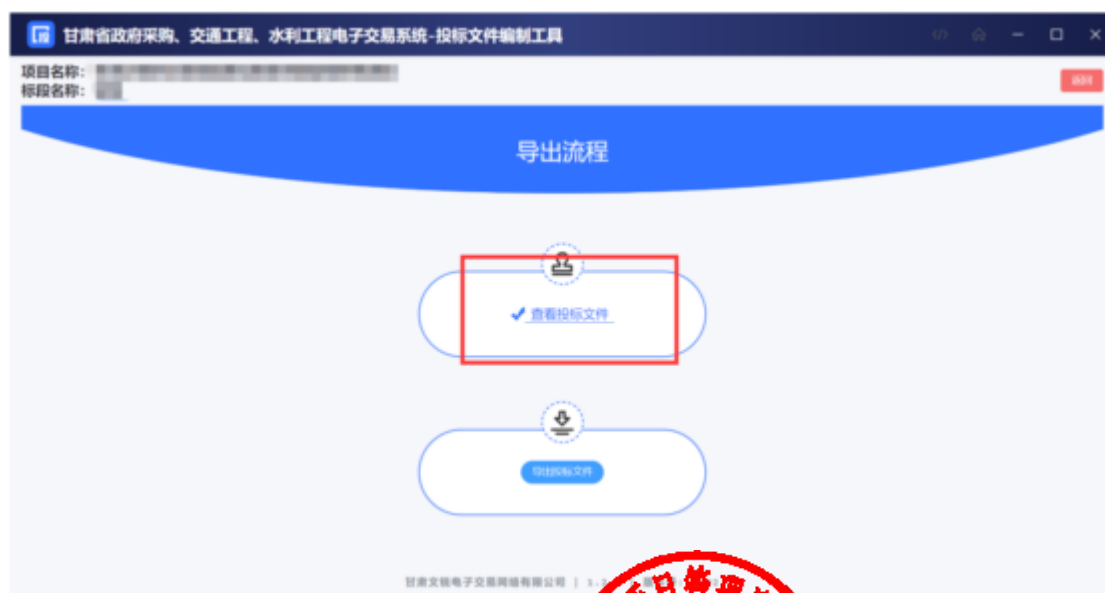 甘肃省政府采购、交通工程、水利工程电子交易系统-投标文件编制工具
项目名称：
标段名称：
返回
导出流程
查看投标文件
导出投标文件
甘肃文锐电子交易网络有限公司 |
目管理